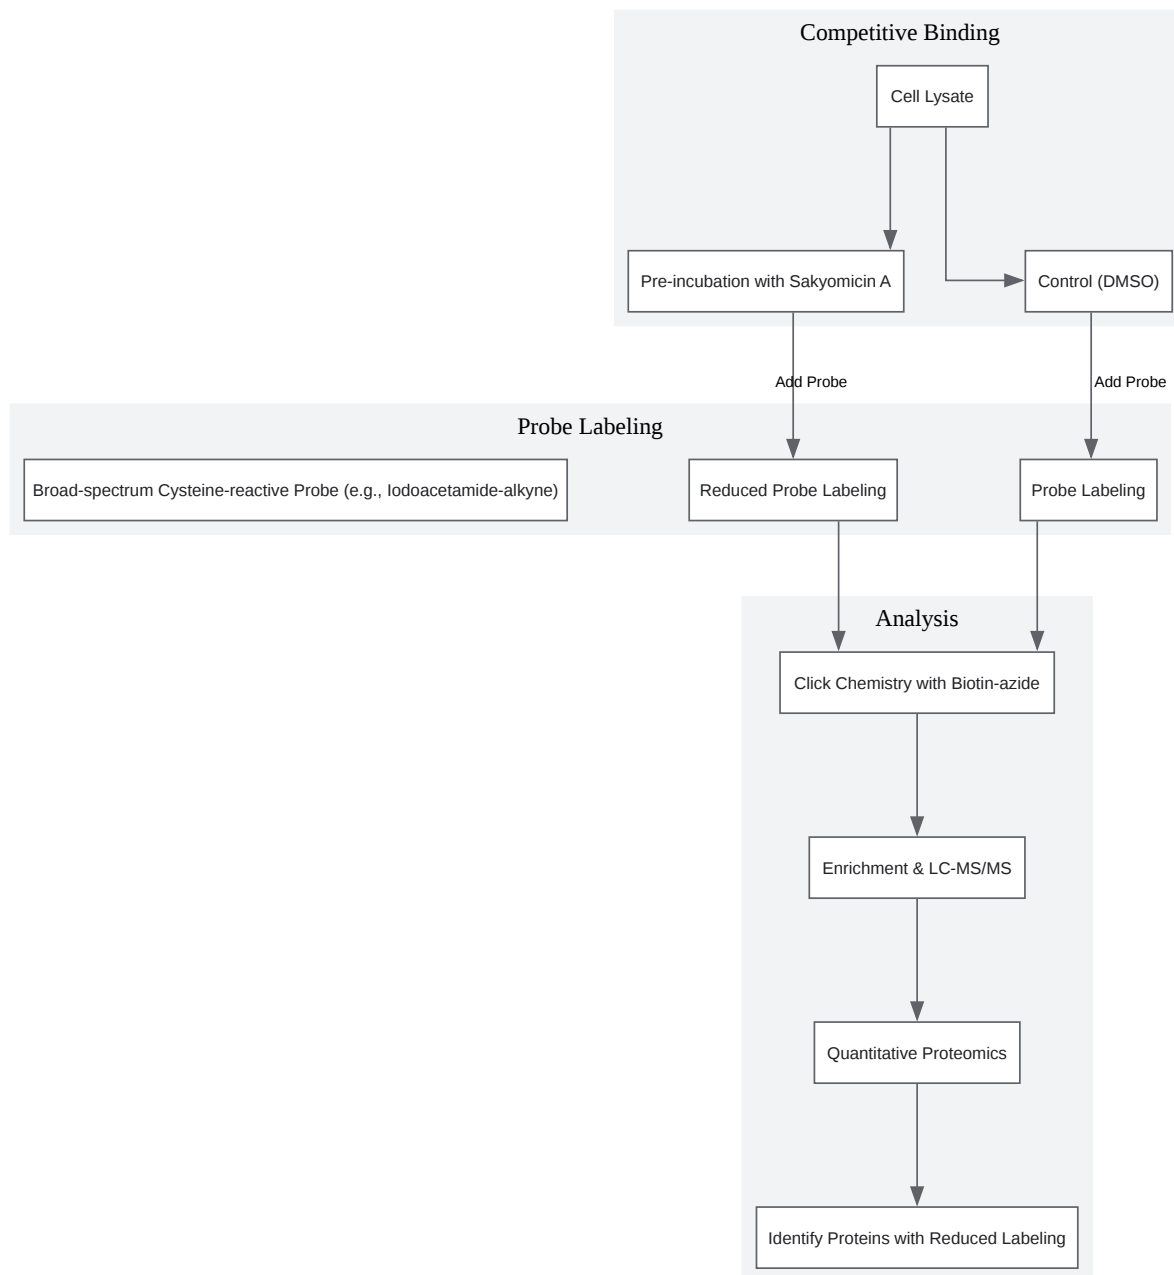 Competitive Binding
Cell Lysate
Pre-incubation with Sakyomicin A
Control (DMSO)
Add Probe
Add Probe
Probe Labeling
Broad-spectrum Cysteine-reactive Probe (e.g., Iodoacetamide-alkyne)
Reduced Probe Labeling
Probe Labeling
Analysis
Click Chemistry with Biotin-azide
Enrichment & LC-MS/MS
Quantitative Proteomics
Identify Proteins with Reduced Labeling